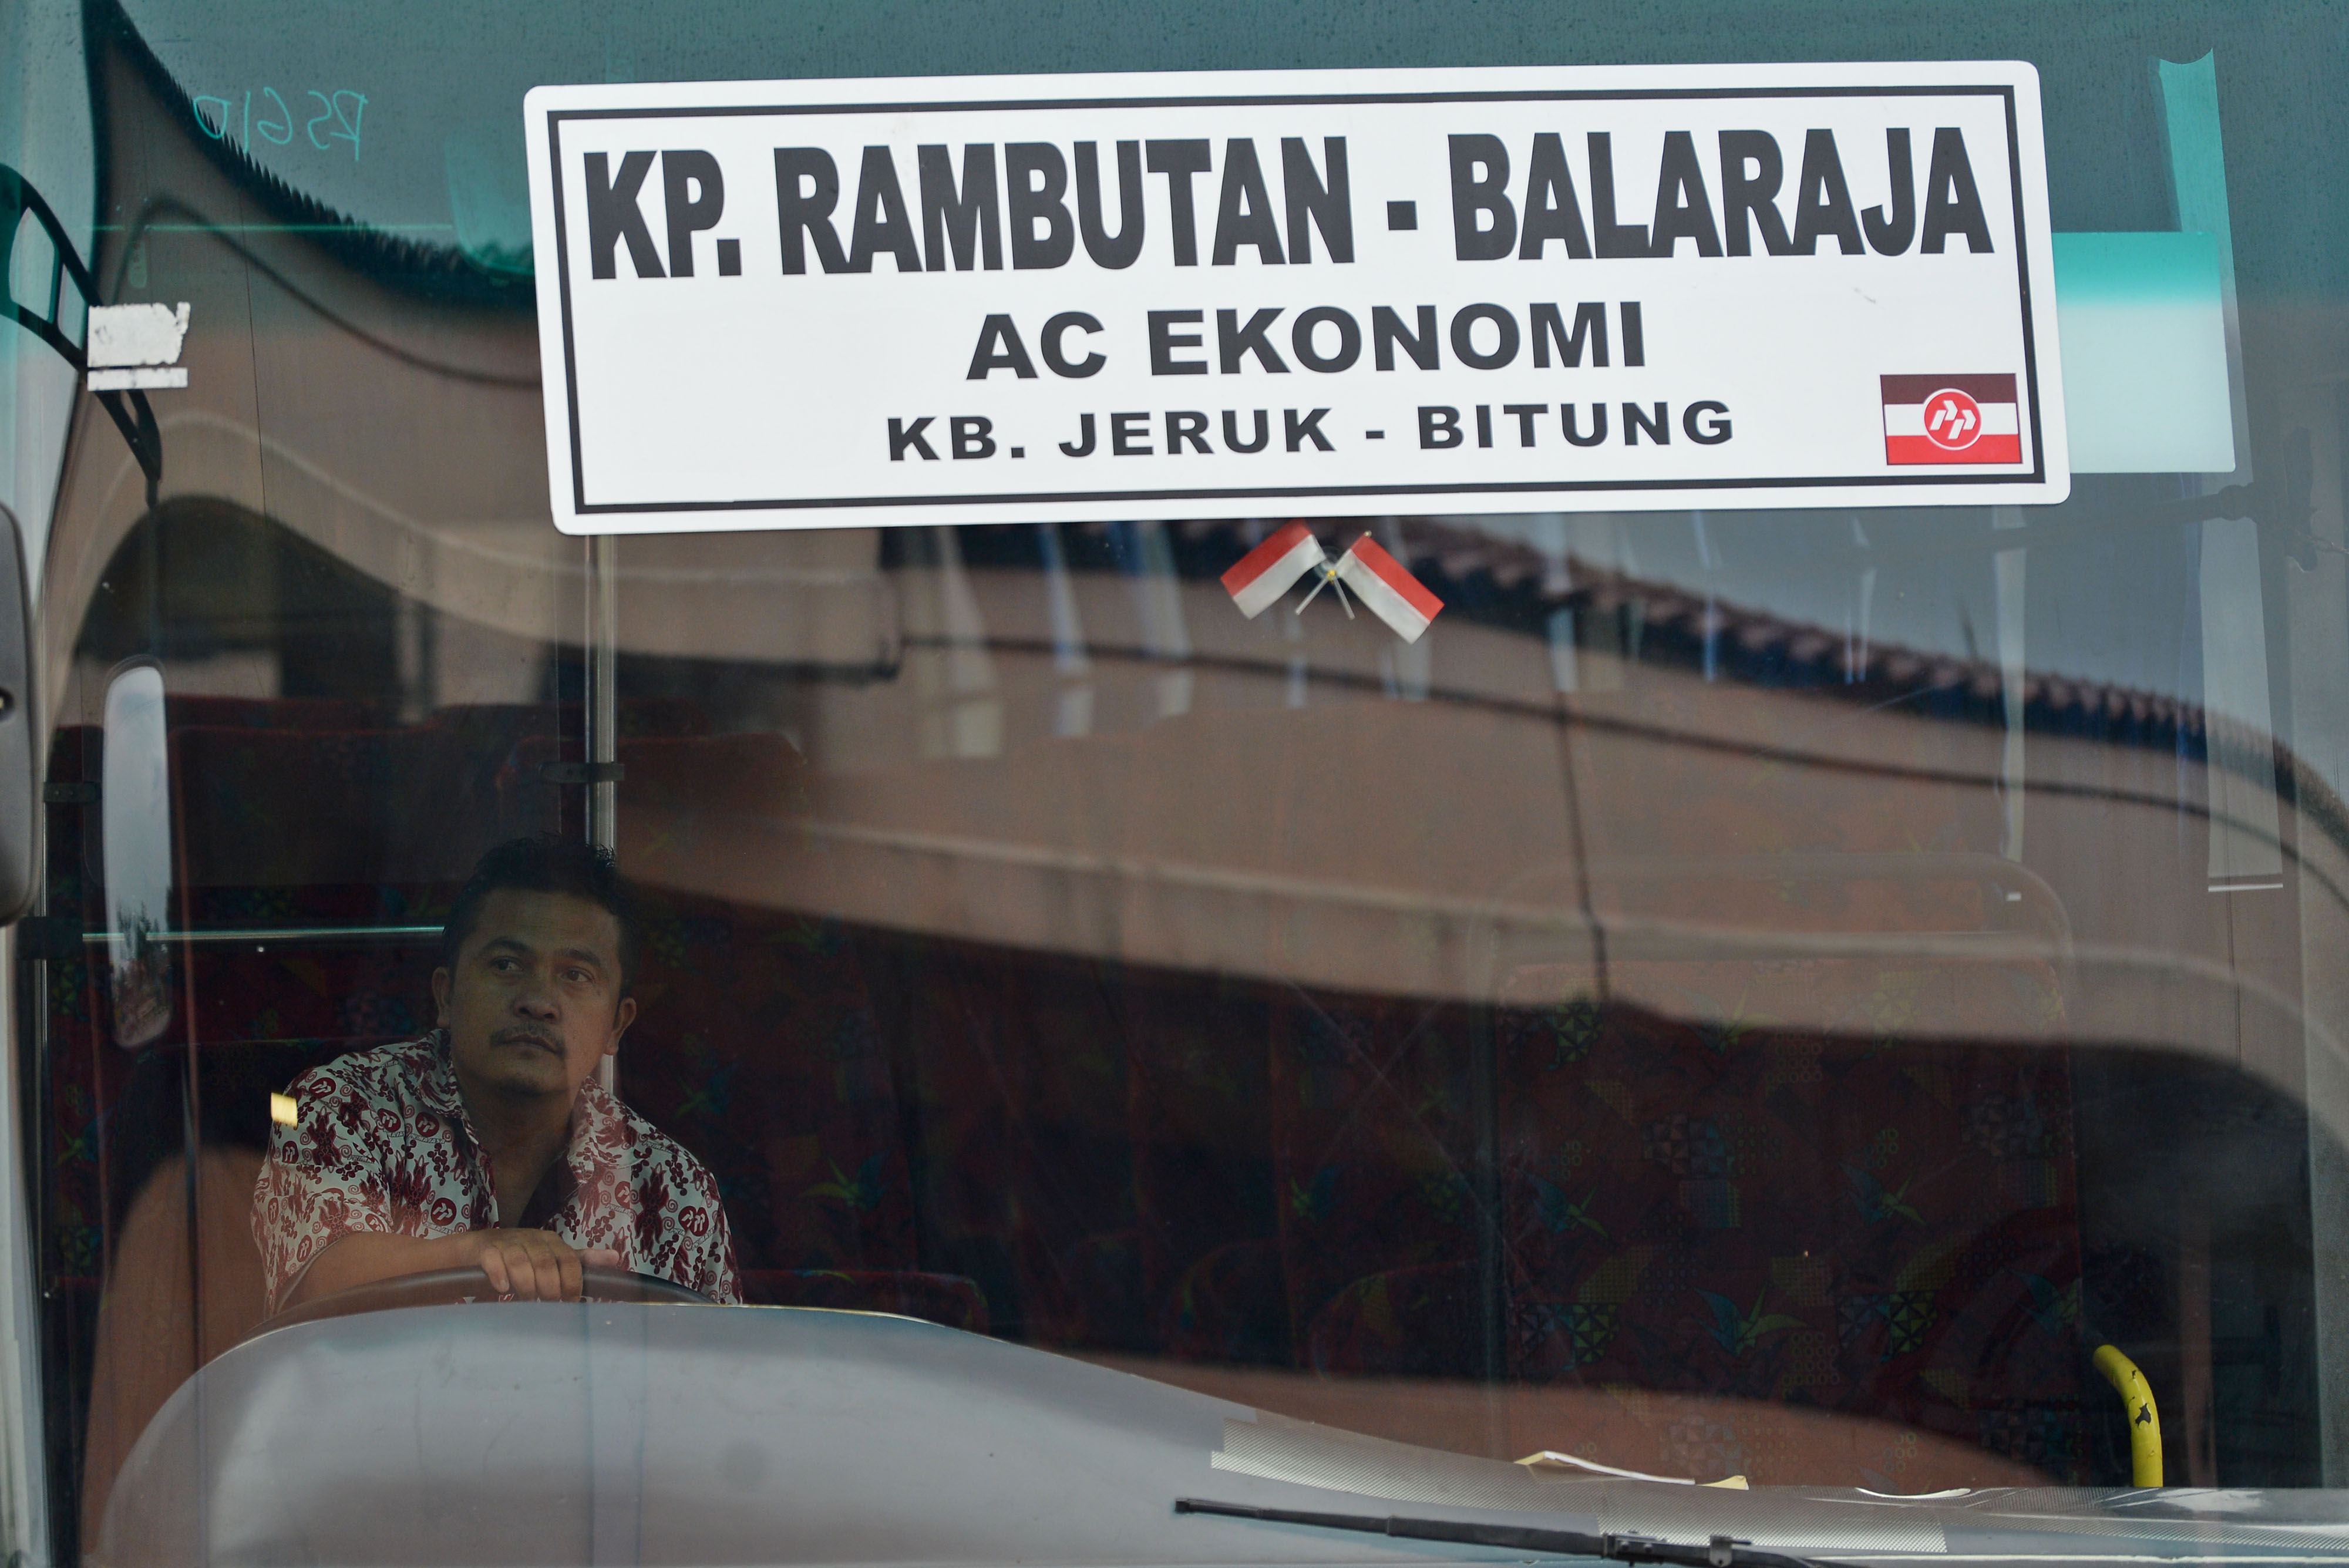 KP. RAMBUTAN - BALARAJA
AC EKONOMI
KB. JERUK - BITUNG